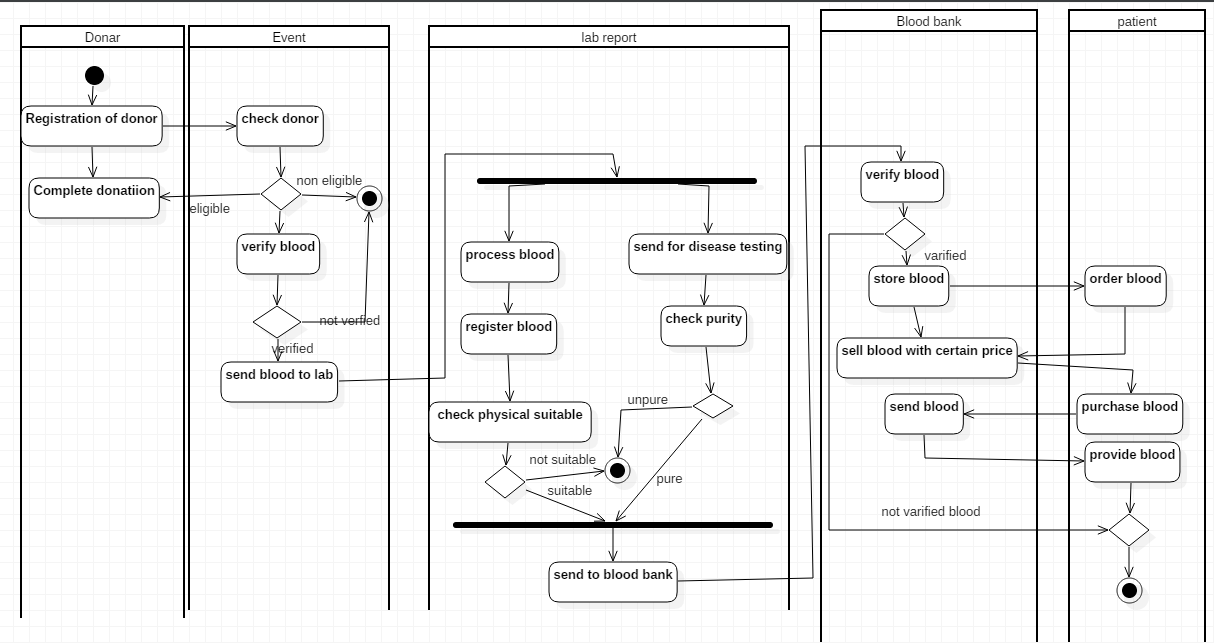 Donar
Event
lab report
Blood bank
patient
Registration of donor
Complete donatiion
check donor
non eligible
eligible
verify blood
not verfied
verified
send blood to lab
process blood
send for disease testing
register blood
check purity
check physical suitable
unpure
not suitable
suitable
pure
send to blood bank
verify blood
varified
store blood
order blood
sell blood with certain price
send blood
purchase blood
provide blood
not varified blood